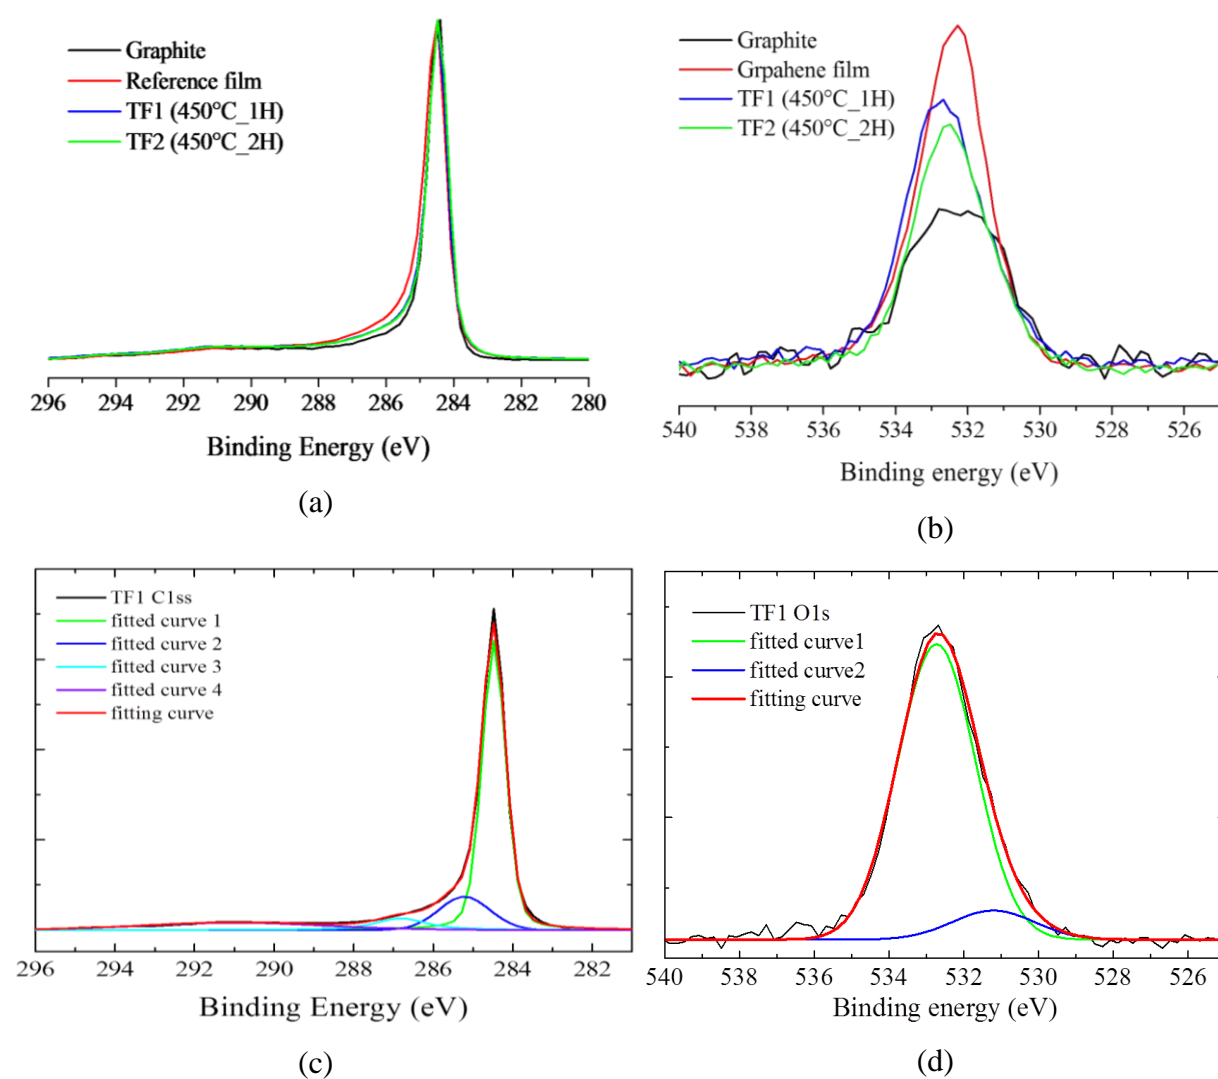 Graphite
Reference film
TF1 (450°C_1H)
TF2 (450°C_2H)
296 294 292 290 288 286 284 282 280
Binding Energy (eV)
(a)
Graphite
Grpahene film
TF1 (450°C_1H)
TF2 (450°C_2H)
540 538 536 534 532 530 528 526
Binding energy (eV)
(b)
TF1 C1ss
fitted curve 1
fitted curve 2
fitted curve 3
fitted curve 4
fitting curve
296 294 292 290 288 286 284 282
Binding Energy (eV)
(c)
TF1 O1s
fitted curve1
fitted curve2
fitting curve
540 538 536 534 532 530 528 526
Binding energy (eV)
(d)